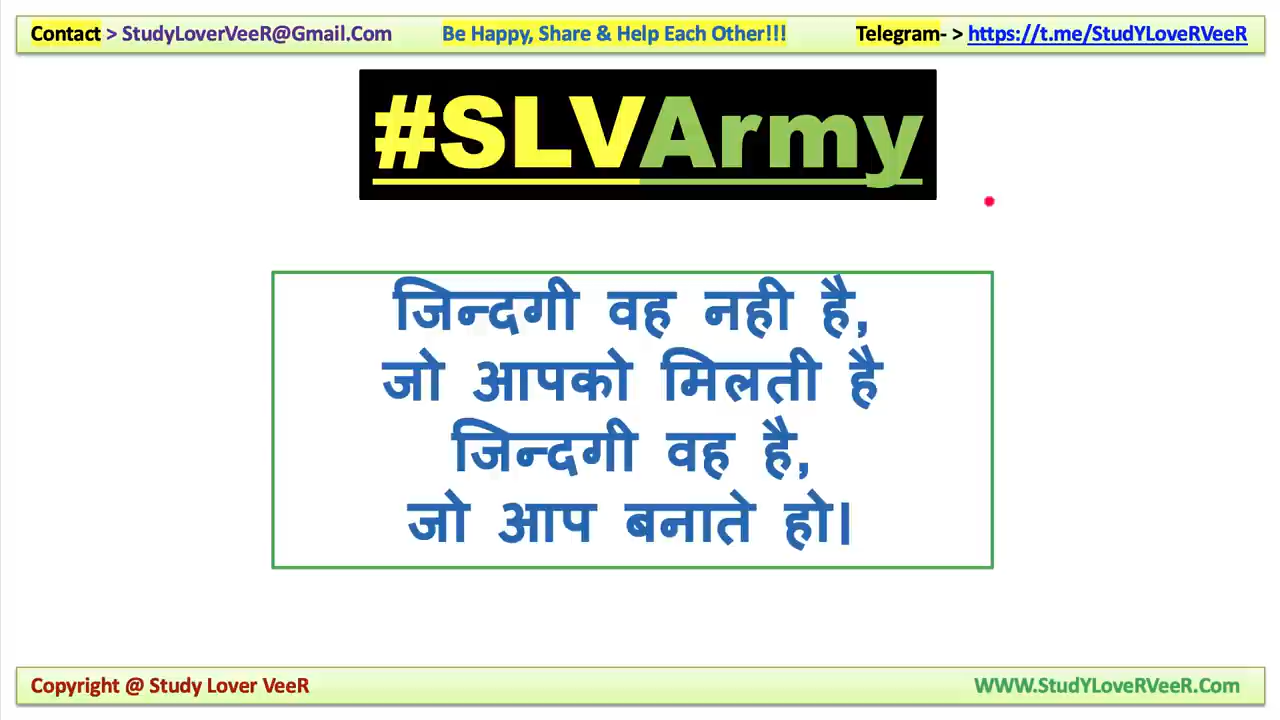 Contact > StudyLoverVeeR@Gmail.Com Be Happy, Share & Help Each Other!!! Telegram- > https://t.me/StudYLoveRVeeR
#SLVArmy
जिन्दगी वह नही है,
जो आपको मिलती है
जिन्दगी वह है,
जो आप बनाते हो।
Copyright @ Study Lover VeeR WWW.StudYLoveRVeeR.Com